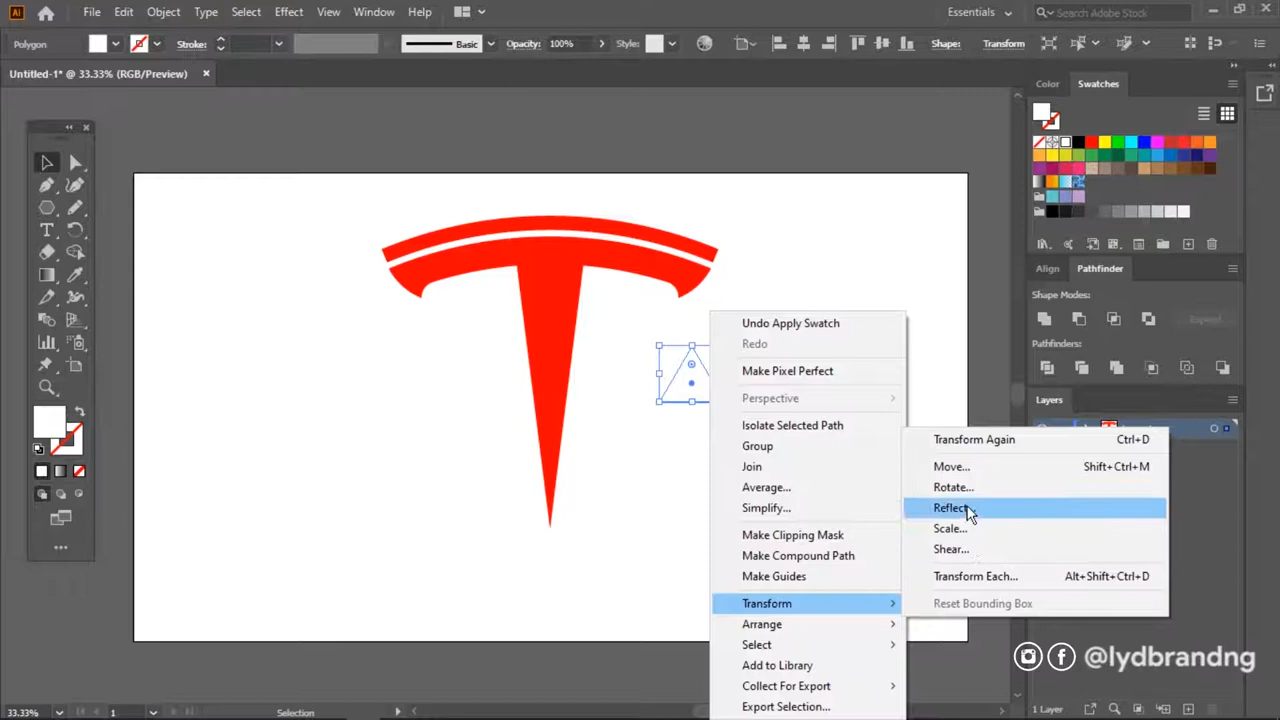 Ai File Edit Object Type Select Effect View Window Help Essentials Search Adobe Stock
Polygon Stroke: Basic Opacity: 100% Style: Shape: Transform
Untitled-1* @ 33.33% (RGB/Preview) ×
Color Swatches
Align Pathfinder
Shape Modes:
Expand
Pathfinders:
Layers
Undo Apply Swatch
Redo
Make Pixel Perfect
Perspective
Isolate Selected Path
Group
Join
Average...
Simplify...
Make Clipping Mask
Make Compound Path
Make Guides
Transform
Arrange
Select
Add to Library
Collect For Export
Export Selection...
Transform Again Ctrl+D
Move... Shift+Ctrl+M
Rotate...
Reflect...
Scale...
Shear...
Transform Each... Alt+Shift+Ctrl+D
Reset Bounding Box
@lydbrandng
33.33% 1 Selection 1 Layer